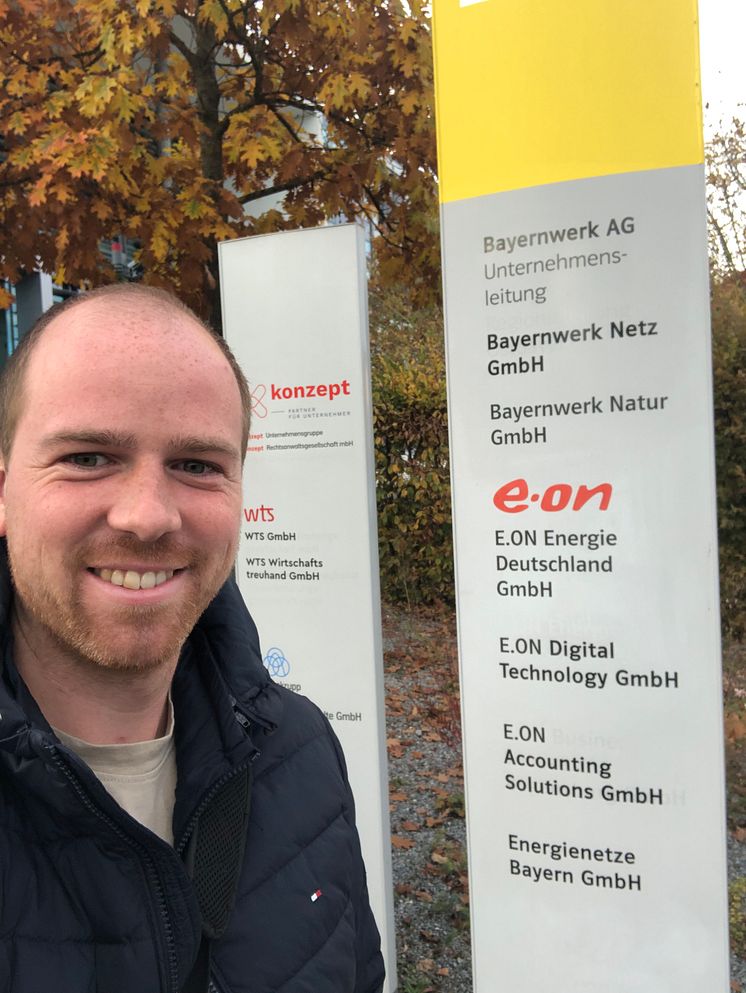 konzept
PARTNER
FÜR UNTERNEHMER
Unternehmensgruppe
Rechtsanwaltsgesellschaft mbH
wts
WTS GmbH
WTS Wirtschafts
treuhand GmbH
GmbH
Bayernwerk AG
Unternehmens-
leitung
Bayernwerk Netz
GmbH
Bayernwerk Natur
GmbH
e·on
E.ON Energie
Deutschland
GmbH
E.ON Digital
Technology GmbH
E.ON
Accounting
Solutions GmbH
Energienetze
Bayern GmbH